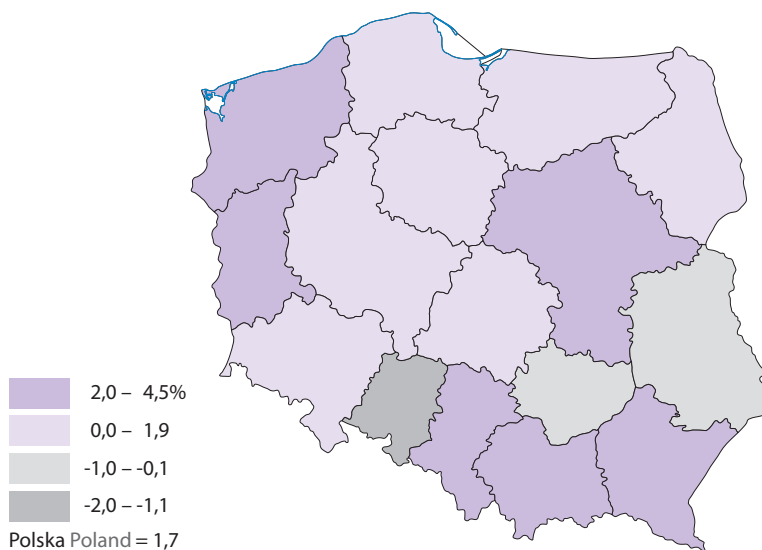 2,0 – 4,5%
0,0 – 1,9
-1,0 – -0,1
-2,0 – -1,1
Polska Poland = 1,7